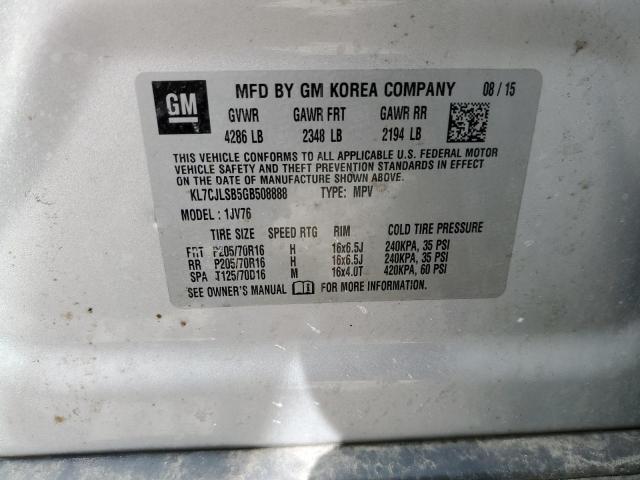 GM MFD BY GM KOREA COMPANY 08/15
GVWR GAWR FRT GAWR RR
4286 LB 2348 LB 2194 LB
THIS VEHICLE CONFORMS TO ALL APPLICABLE U.S. FEDERAL MOTOR
VEHICLE SAFETY AND THEFT PREVENTION STANDARDS IN EFFECT
ON THE DATE OF MANUFACTURE SHOWN ABOVE.
KL7CJLSB5GB508888 TYPE: MPV
MODEL: 1JV76
TIRE SIZE SPEED RTG RIM COLD TIRE PRESSURE
FRT P205/70R16 H 16x6.5J 240KPA, 35 PSI
RR P205/70R16 H 16x6.5J 240KPA, 35 PSI
SPA T125/70D16 M 16x4.0T 420KPA, 60 PSI
SEE OWNER'S MANUAL FOR MORE INFORMATION.